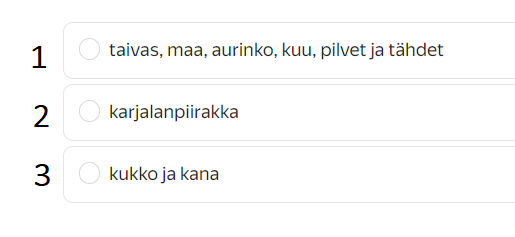 1 taivas, maa, aurinko, kuu, pilvet ja tähdet
2 karjalanpiirakka
3 kukko ja kana